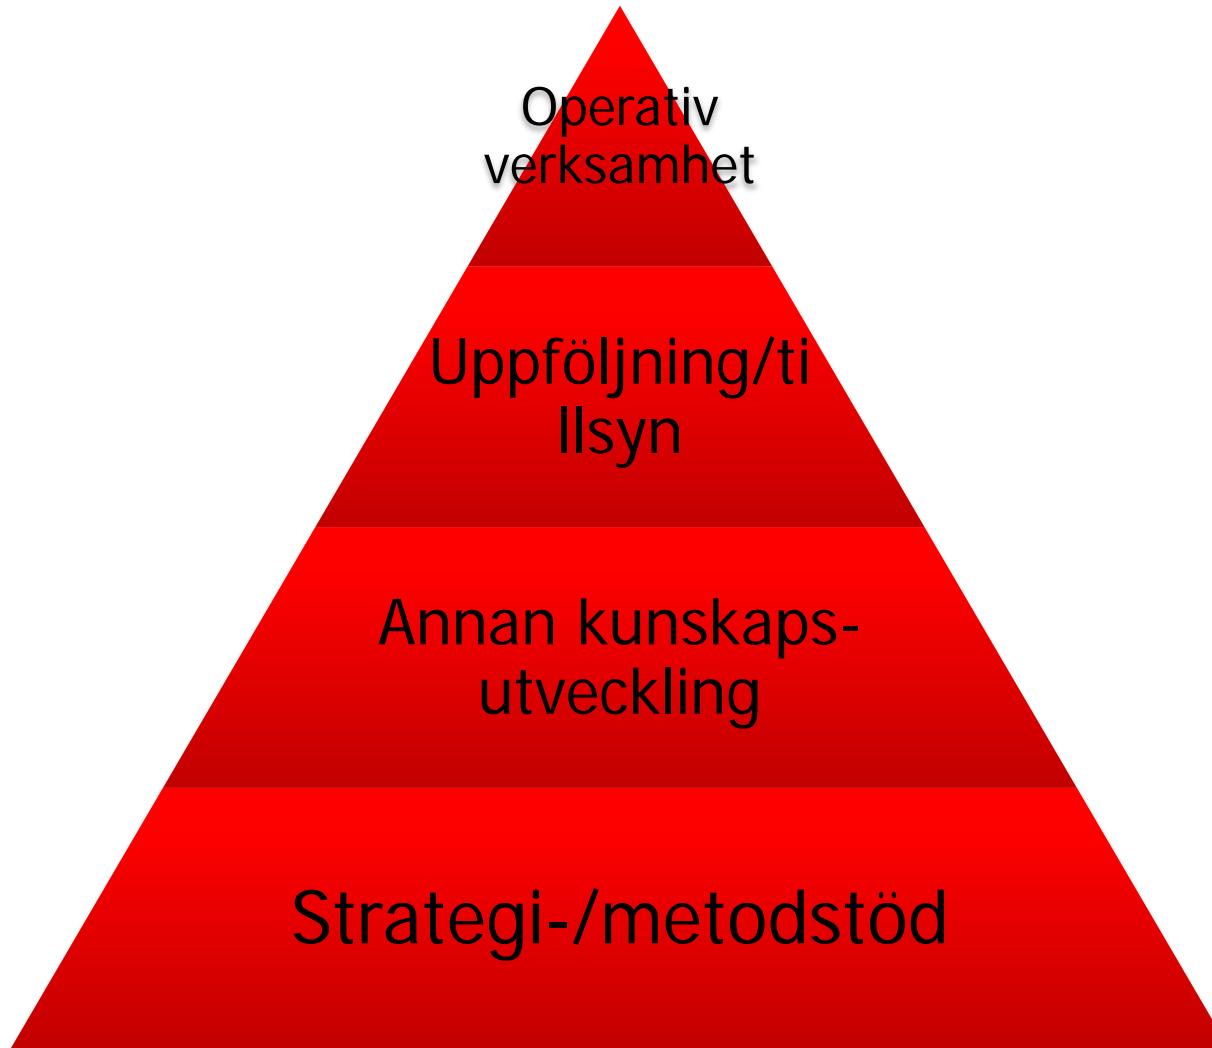 Operativ
verksamhet
Uppföljning/ti
llsyn
Annan kunskaps-
utveckling
Strategi-/metodstöd